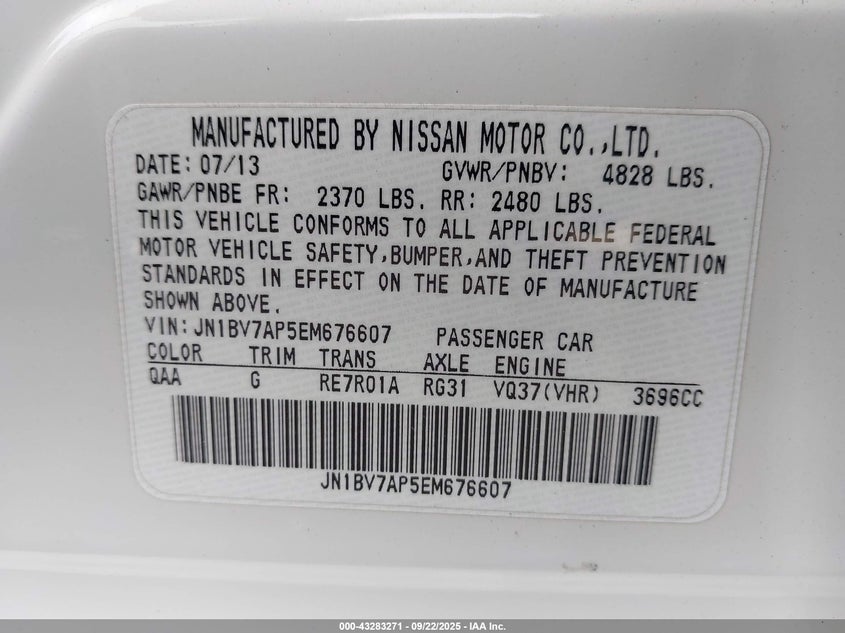 MANUFACTURED BY NISSAN MOTOR CO.,LTD.
DATE: 07/13 GVWR/PNBV: 4828 LBS.
GAWR/PNBE FR: 2370 LBS. RR: 2480 LBS.
THIS VEHICLE CONFORMS TO ALL APPLICABLE FEDERAL
MOTOR VEHICLE SAFETY,BUMPER,AND THEFT PREVENTION
STANDARDS IN EFFECT ON THE DATE OF MANUFACTURE
SHOWN ABOVE.
VIN: JN1BV7AP5EM676607 PASSENGER CAR
COLOR TRIM TRANS AXLE ENGINE
QAA G RE7R01A RG31 VQ37(VHR) 3696CC
JN1BV7AP5EM676607
000-43283271 - 09/22/2025 - IAA Inc.